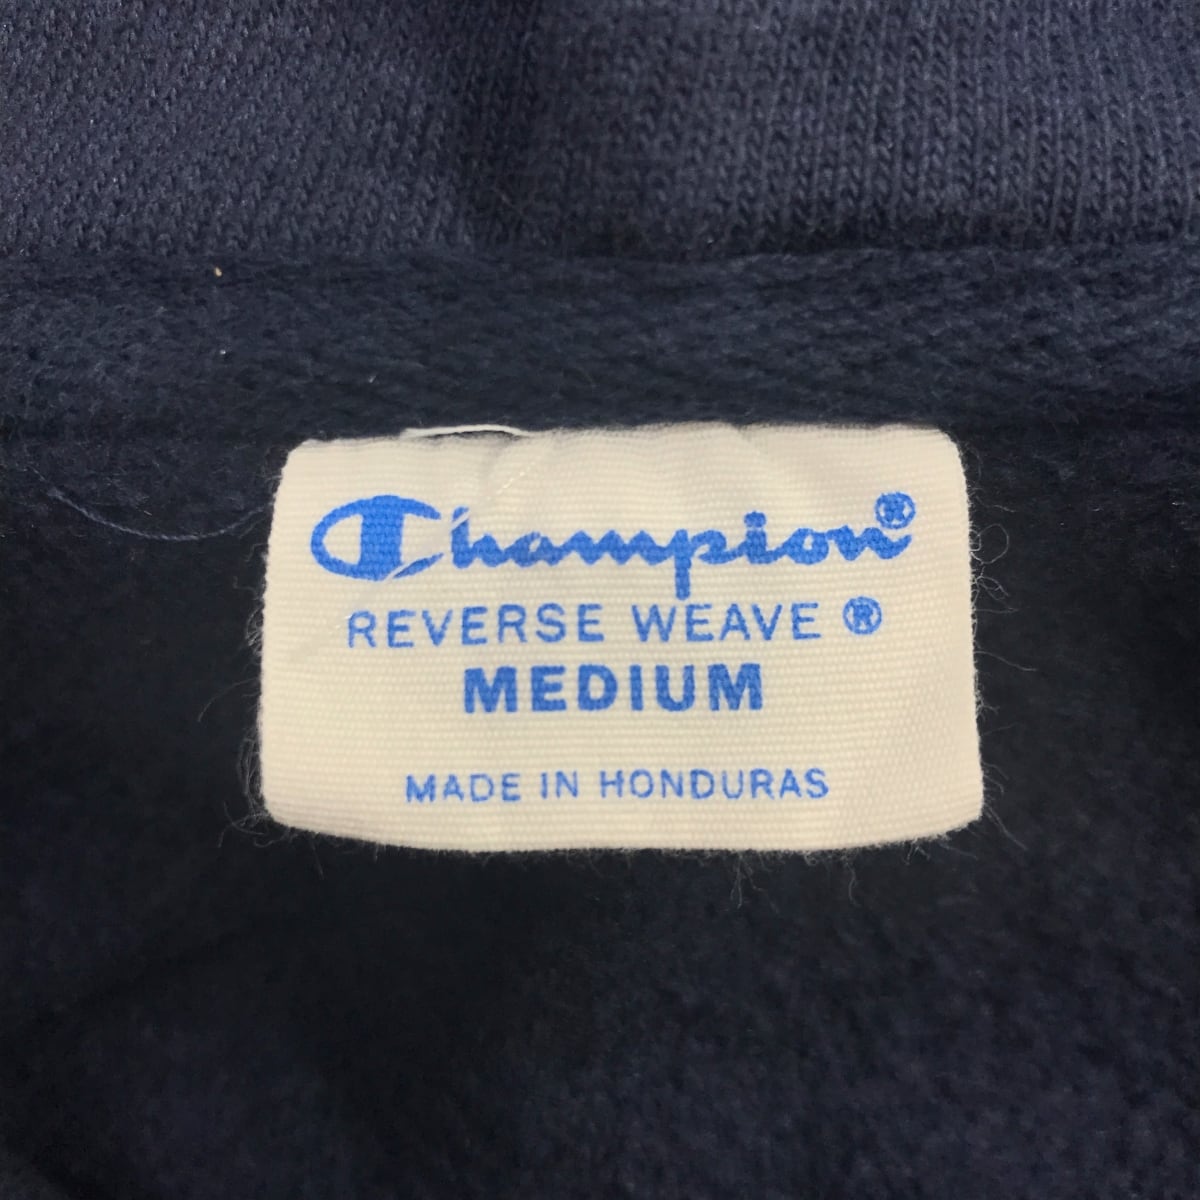 Champion®
REVERSE WEAVE ®
MEDIUM
MADE IN HONDURAS